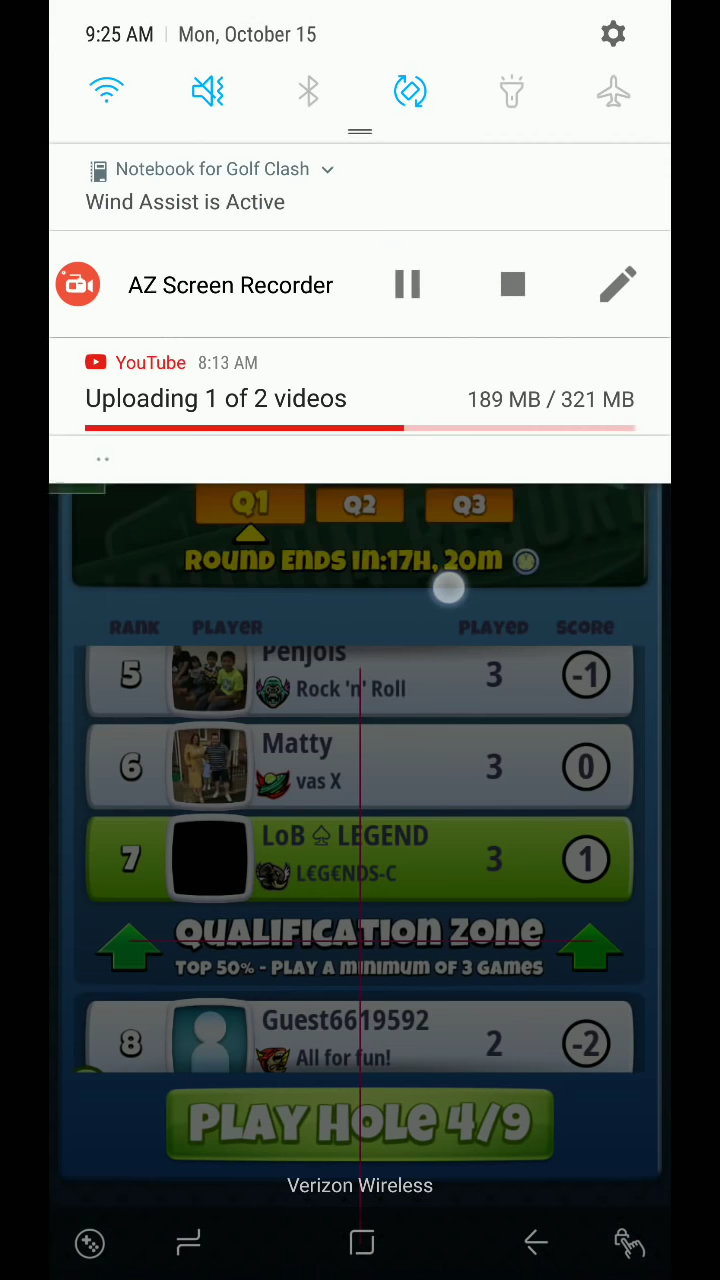 9:25 AM | Mon, October 15
Notebook for Golf Clash
Wind Assist is Active
AZ Screen Recorder
YouTube 8:13 AM
Uploading 1 of 2 videos 189 MB / 321 MB
Q1 Q2 Q3
ROUND ENDS IN:17H, 20M
RANK PLAYER PLAYED SCORE
5 Penjols 3 -1
Rock 'n' Roll
6 Matty 3 0
vas X
7 LoB ♤ LEGEND 3 1
L€G€NDS-C
QUALIFICATION ZONE
TOP 50% - PLAY A MINIMUM OF 3 GAMES
8 Guest6619592 2 -2
All for fun!
PLAY HOLE 4/9
Verizon Wireless